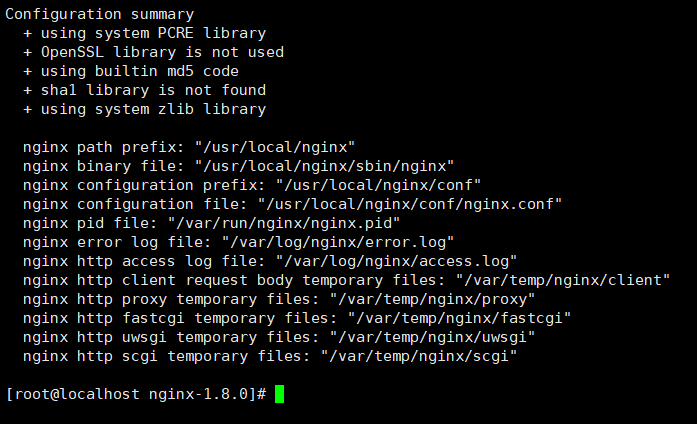 Configuration summary
+ using system PCRE library
+ OpenSSL library is not used
+ using builtin md5 code
+ sha1 library is not found
+ using system zlib library
nginx path prefix: "/usr/local/nginx"
nginx binary file: "/usr/local/nginx/sbin/nginx"
nginx configuration prefix: "/usr/local/nginx/conf"
nginx configuration file: "/usr/local/nginx/conf/nginx.conf"
nginx pid file: "/var/run/nginx/nginx.pid"
nginx error log file: "/var/log/nginx/error.log"
nginx http access log file: "/var/log/nginx/access.log"
nginx http client request body temporary files: "/var/temp/nginx/client"
nginx http proxy temporary files: "/var/temp/nginx/proxy"
nginx http fastcgi temporary files: "/var/temp/nginx/fastcgi"
nginx http uwsgi temporary files: "/var/temp/nginx/uwsgi"
nginx http scgi temporary files: "/var/temp/nginx/scgi"
[root@localhost nginx-1.8.0]#